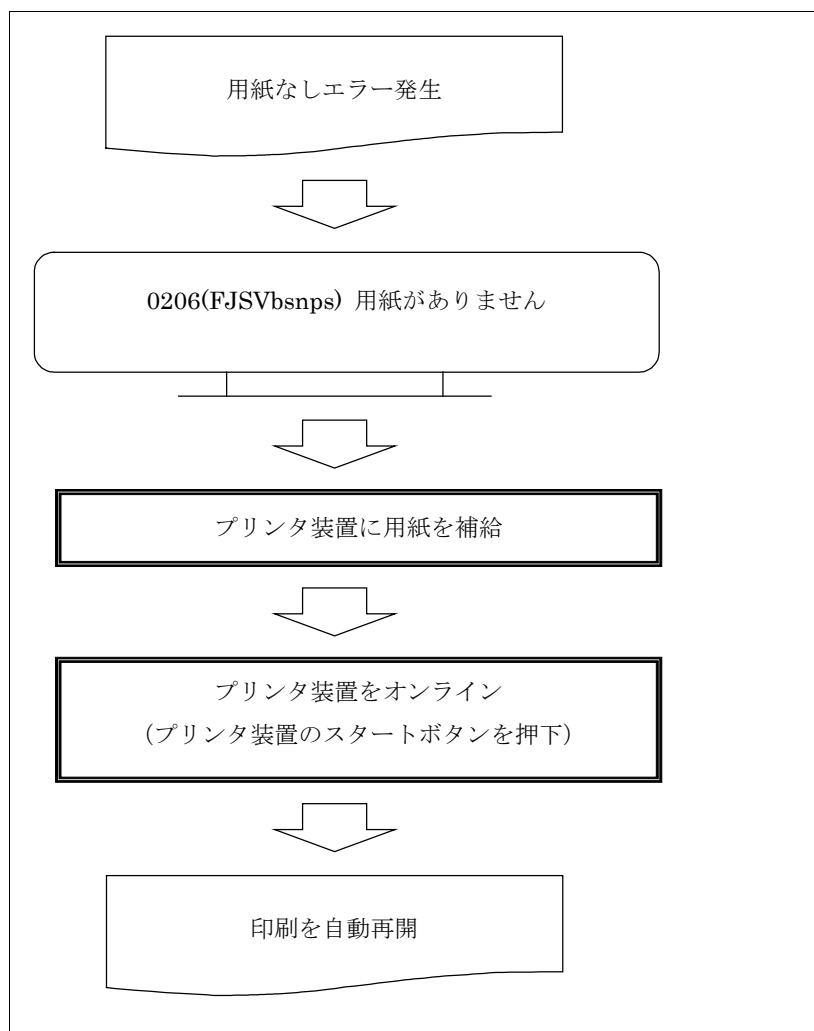 用紙なしエラー発生
0206(FJSVbsnps) 用紙がありません
プリンタ装置に用紙を補給
プリンタ装置をオンライン
(プリンタ装置のスタートボタンを押下)
印刷を自動再開